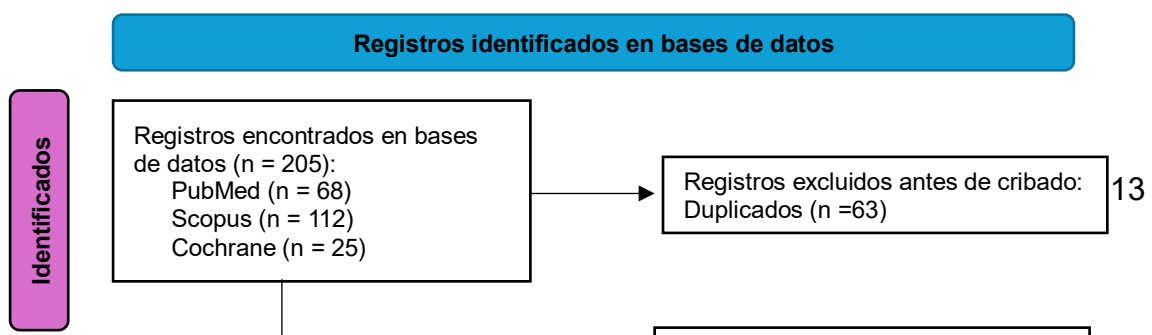 Registros identificados en bases de datos
Identificados
Registros encontrados en bases
de datos (n = 205):
PubMed (n = 68)
Scopus (n = 112)
Cochrane (n = 25)
Registros excluidos antes de cribado:
Duplicados (n =63)
13